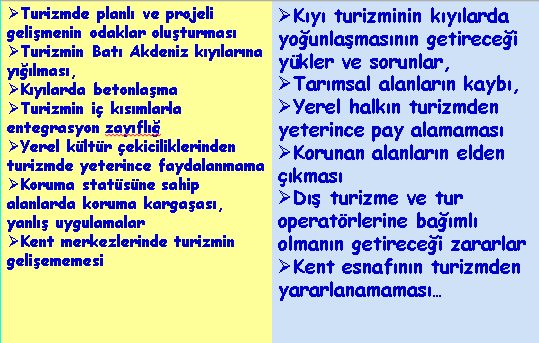 ➢Turizmde planlı ve projeli
gelişmenin odaklar oluşturması
➢Turizmin Batı Akdeniz kıyılarına
yığılması,
➢Kıyılarda betonlaşma
➢Turizmin iç kısımlarla
entegrasyon zayıflığ
➢Yerel kültür çekiciliklerinden
turizmde yeterince faydalanmama
➢Koruma statüsüne sahip
alanlarda koruma kargaşası,
yanlış uygulamalar
➢Kent merkezlerinde turizmin
gelişememesi
➢Kıyı turizminin kıyılarda
yoğunlaşmasının getireceği
yükler ve sorunlar,
➢Tarımsal alanların kaybı,
➢Yerel halkın turizmden
yeterince pay alamaması
➢Korunan alanların elden
çıkması
➢Dış turizme ve tur
operatörlerine bağımlı
olmanın getireceği zararlar
➢Kent esnafının turizmden
yararlanamaması…